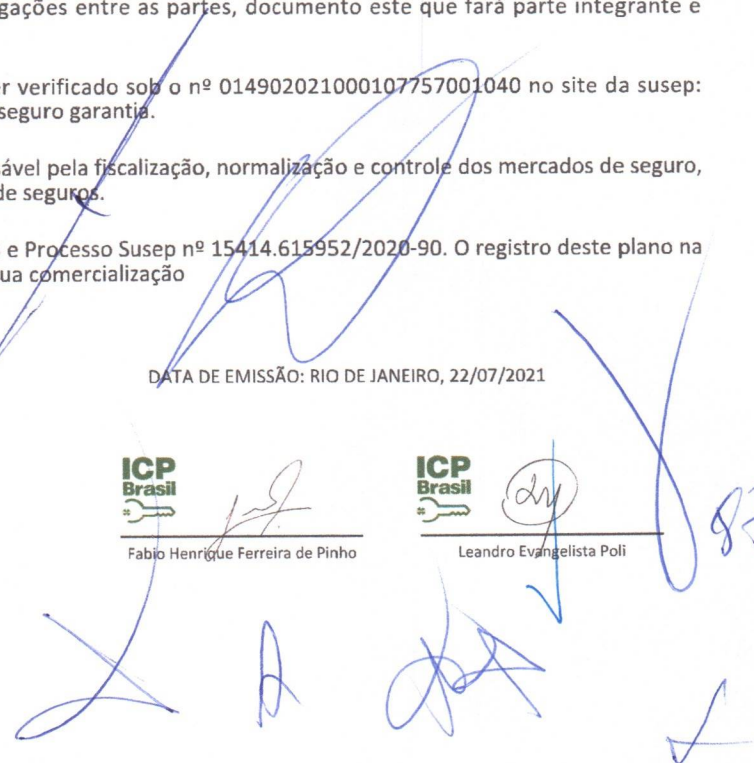 gações entre as partes, documento este que fará parte integrante e
er verificado sob o nº 014902021000107757001040 no site da susep:
seguro garantia.
sável pela fiscalização, normalização e controle dos mercados de seguro,
de seguros.
e Processo Susep nº 15414.615952/2020-90. O registro deste plano na
ua comercialização
DATA DE EMISSÃO: RIO DE JANEIRO, 22/07/2021
ICP
Brasil
ICP
Brasil
Fabio Henrique Ferreira de Pinho
Leandro Evangelista Poli